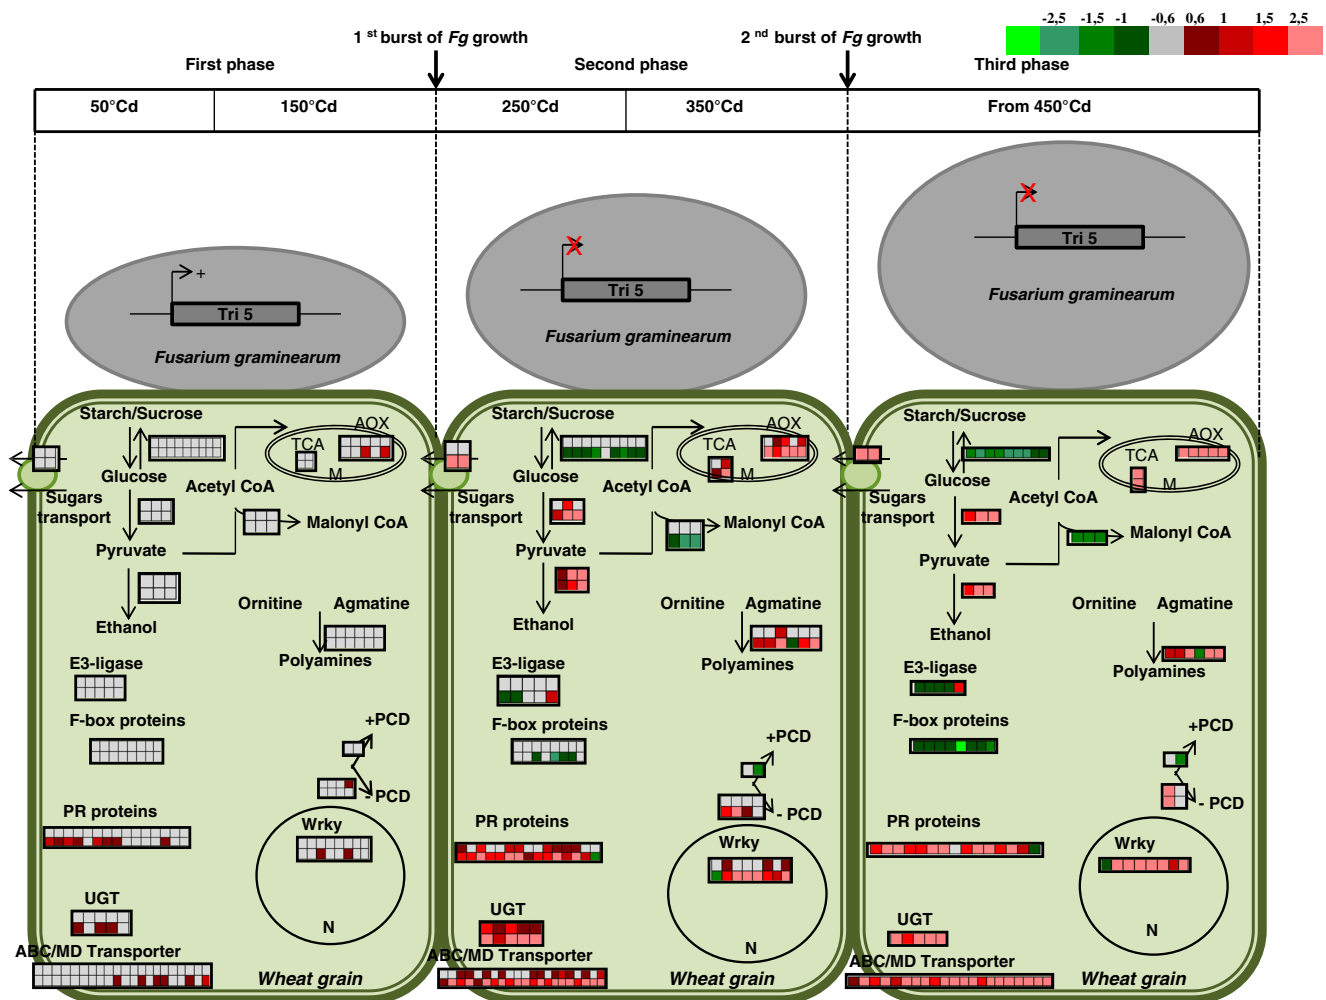 -2,5 -1,5 -1 -0,6 0,6 1 1,5 2,5
1 st burst of Fg growth
2 nd burst of Fg growth
First phase
Second phase
Third phase
50°Cd
150°Cd
250°Cd
350°Cd
From 450°Cd
+
Tri 5
Fusarium graminearum
X
Tri 5
Fusarium graminearum
X
Tri 5
Fusarium graminearum
Starch/Sucrose
AOX
TCA
M
Glucose
Acetyl CoA
Sugars
transport
Malonyl CoA
Pyruvate
Ornitine
Agmatine
Ethanol
Polyamines
E3-ligase
F-box proteins
+PCD
- PCD
PR proteins
Wrky
UGT
N
ABC/MD Transporter
Wheat grain
Starch/Sucrose
AOX
TCA
M
Glucose
Acetyl CoA
Sugars
transport
Malonyl CoA
Pyruvate
Ornitine
Agmatine
Ethanol
Polyamines
E3-ligase
F-box proteins
+PCD
- PCD
PR proteins
Wrky
UGT
N
ABC/MD Transporter
Wheat grain
Starch/Sucrose
AOX
TCA
M
Glucose
Acetyl CoA
Sugars
transport
Malonyl CoA
Pyruvate
Ornitine
Agmatine
Ethanol
Polyamines
E3-ligase
F-box proteins
+PCD
- PCD
PR proteins
Wrky
UGT
N
ABC/MD Transporter
Wheat grain